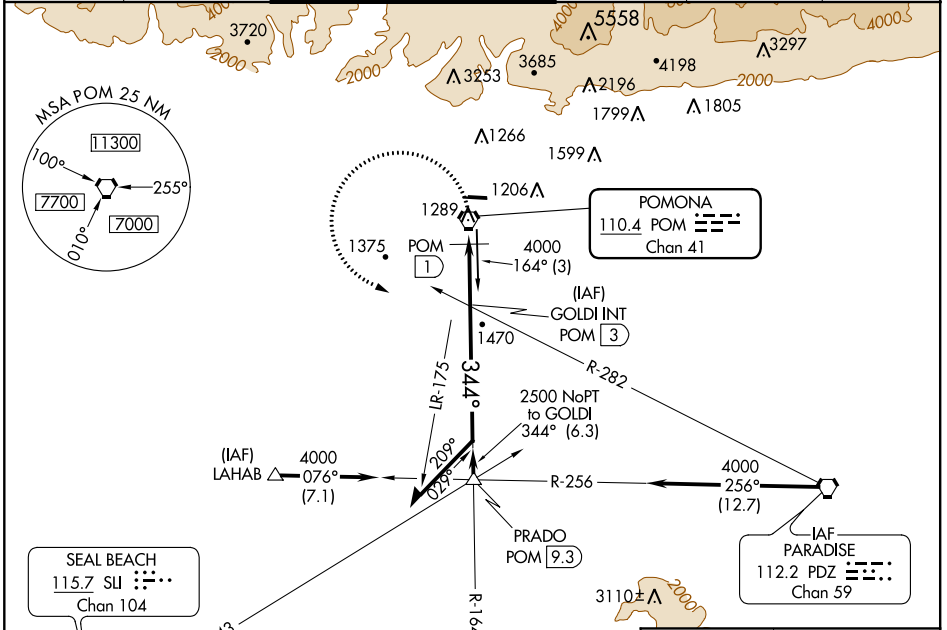 3720
2000
2000
4000
4000
5558
4000
3297
3253
3685
4198
2000
2196
1799
1805
1266
1599
1206
MSA POM 25 NM
11300
100°
255°
7700
7000
010°
1289
POMONA
110.4 POM
Chan 41
1375
POM
1
4000
164° (3)
(IAF)
GOLDI INT
POM 3
1470
LR-175
344°
R-282
2500 NoPT
to GOLDI
344° (6.3)
(IAF)
LAHAB
4000
076°
(7.1)
209°
029°
R-256
4000
256°
(12.7)
PRADO
POM 9.3
IAF
PARADISE
112.2 PDZ
Chan 59
SEAL BEACH
115.7 SLI
Chan 104
3110±
2000